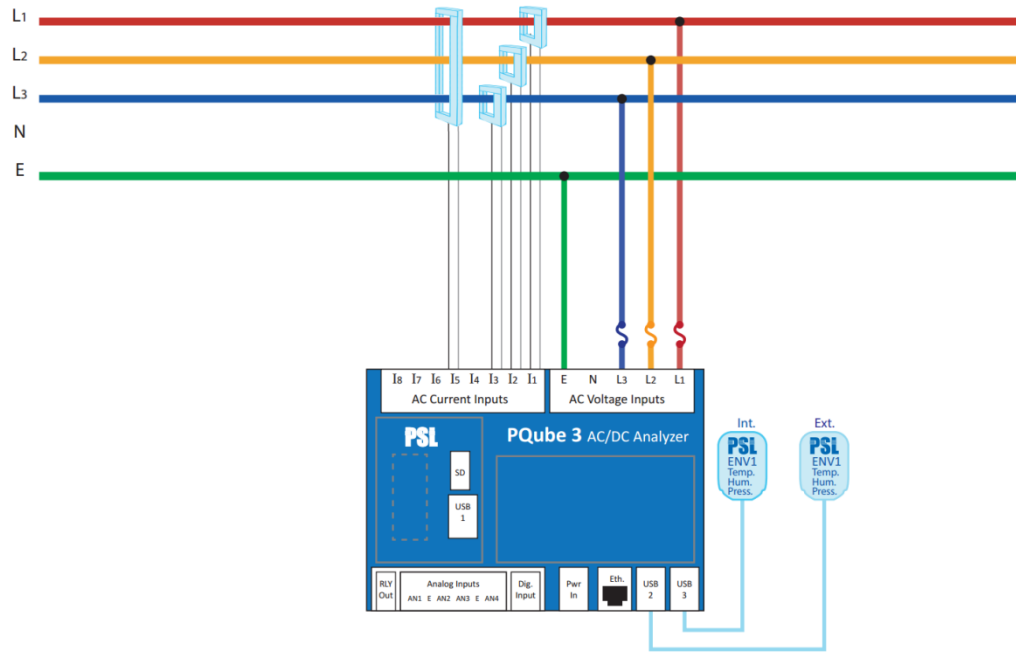 L1
L2
L3
N
E
I8 I7 I6 I5 I4 I3 I2 I1
AC Current Inputs
E N L3 L2 L1
AC Voltage Inputs
PSL
PQube 3 AC/DC Analyzer
SD
USB
1
RLY
Out
Analog Inputs
AN1 E AN2 AN3 E AN4
Dig.
Input
Pwr
In
Eth.
USB
2
USB
3
Int.
PSL
ENV1
Temp.
Hum.
Press.
Ext.
PSL
ENV1
Temp.
Hum.
Press.